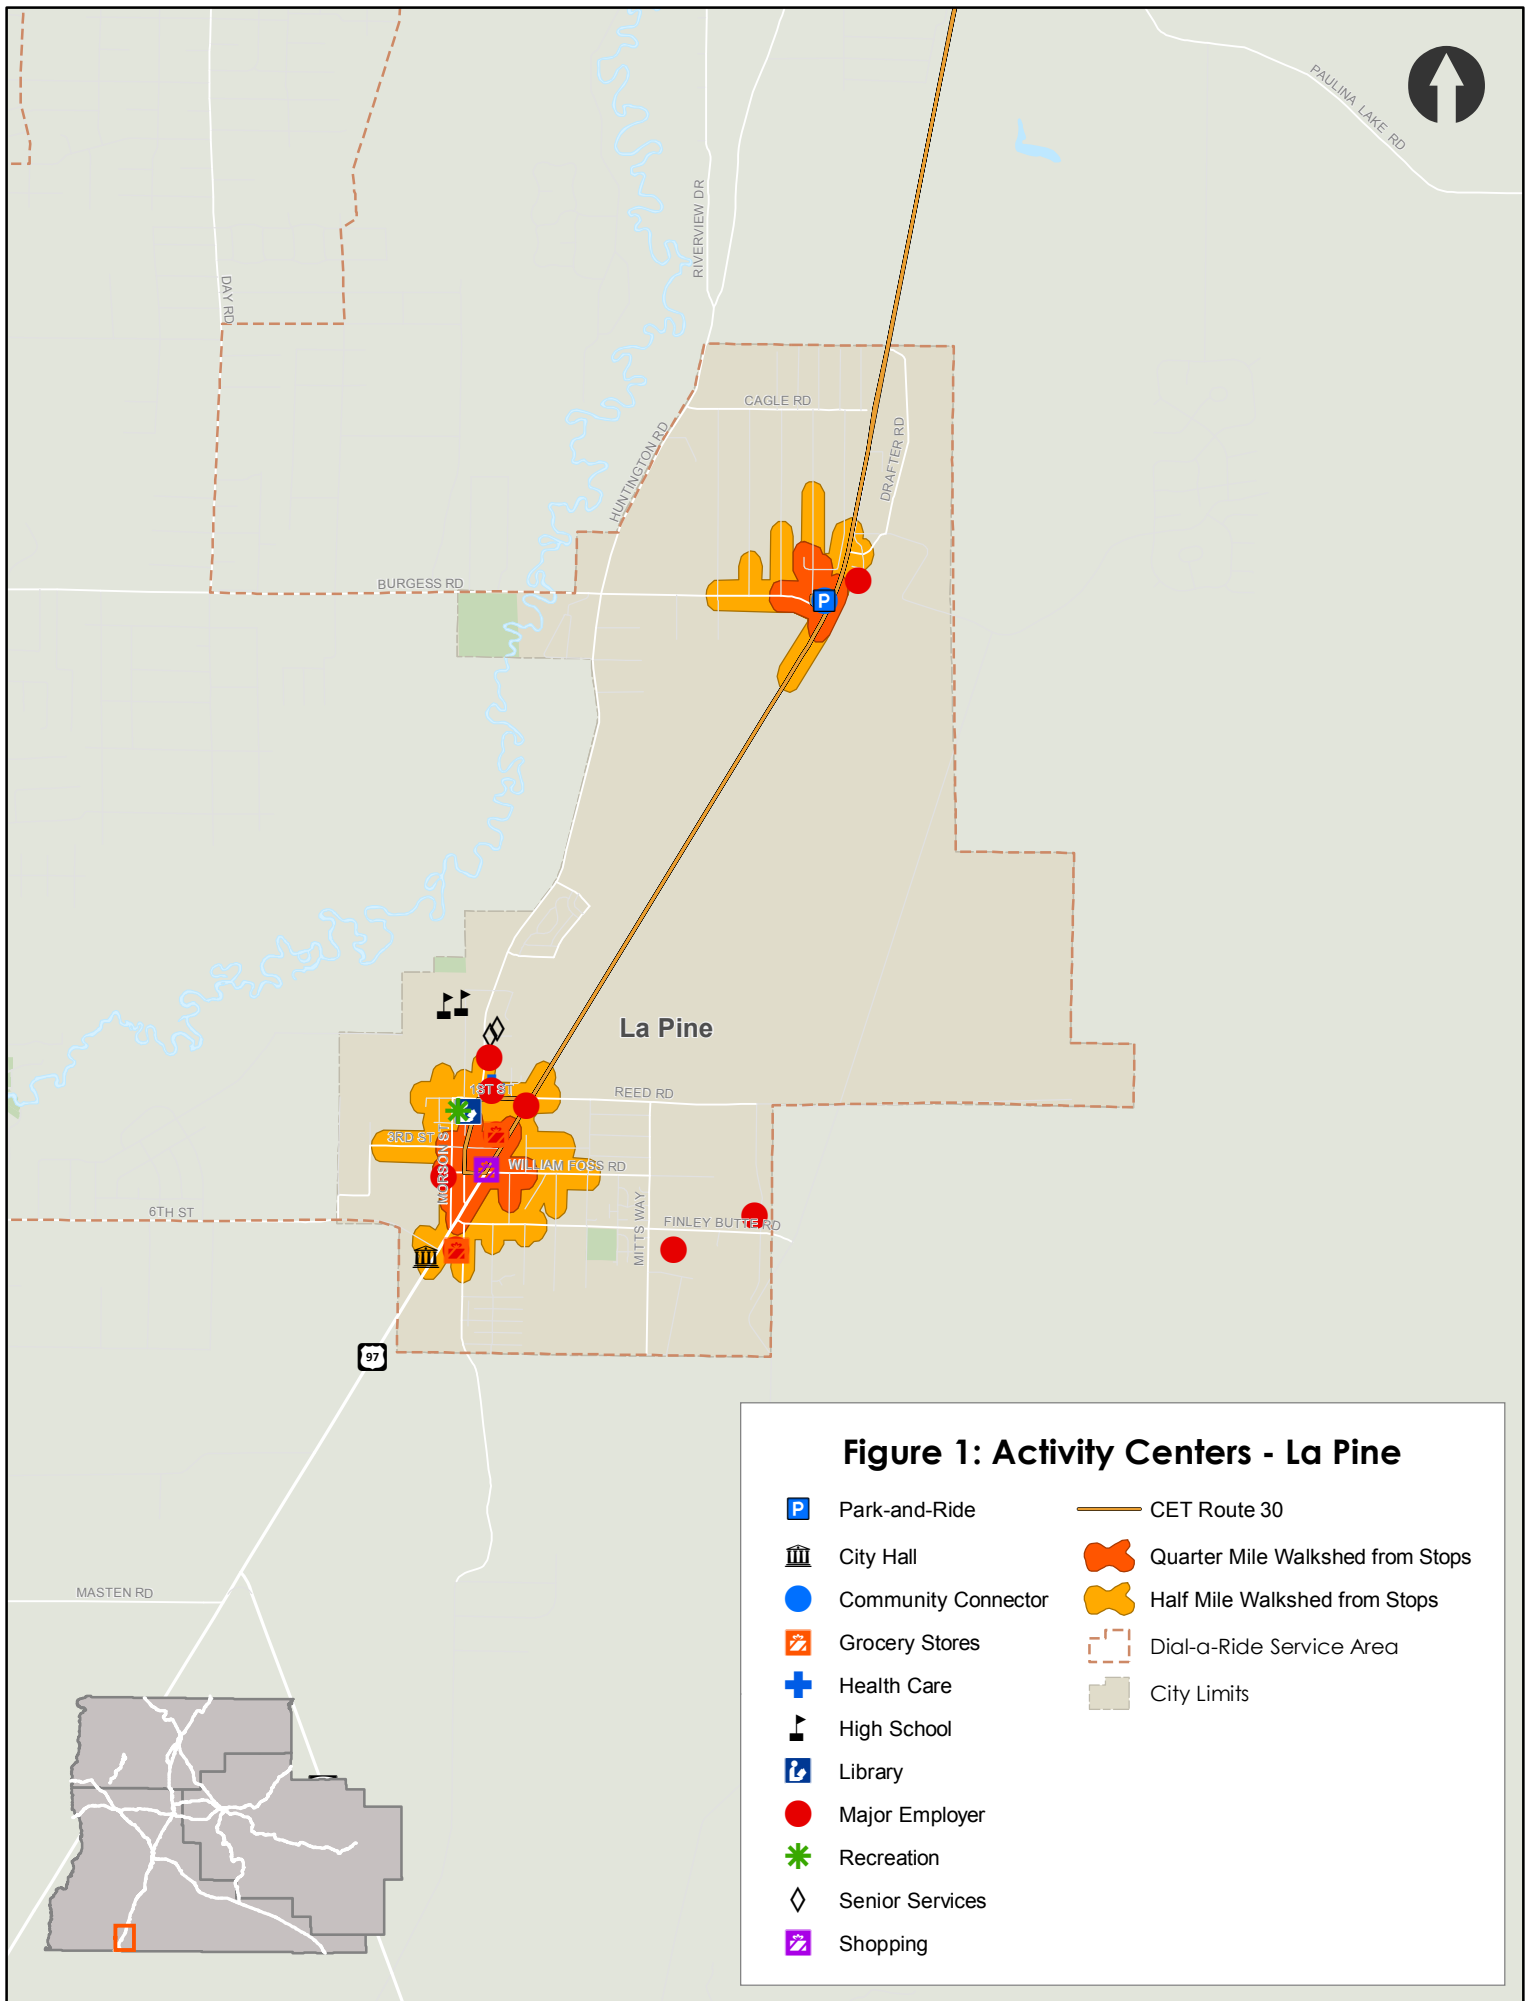 PAULINA LAKE RD
RIVERVIEW DR
DAY RD
CAGLE RD
HUNTINGTON RD
DRAFTER RD
BURGESS RD
P
La Pine
1ST ST
REED RD
3RD ST ST
MORSON ST
WILLIAM FOSS RD
6TH ST
MITTS WAY
FINLEY BUTTE RD
97
MASTEN RD
Figure 1: Activity Centers - La Pine
P Park-and-Ride
City Hall
Community Connector
Grocery Stores
Health Care
High School
Library
Major Employer
Recreation
Senior Services
Shopping
CET Route 30
Quarter Mile Walkshed from Stops
Half Mile Walkshed from Stops
Dial-a-Ride Service Area
City Limits